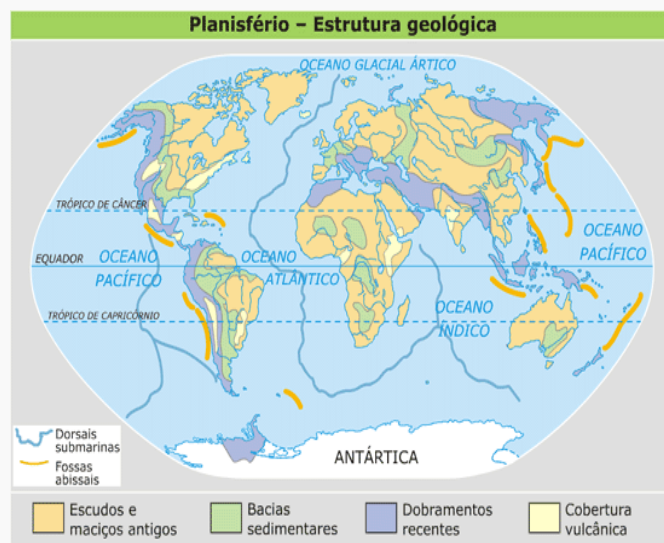 Planisfério – Estrutura geológica
OCEANO GLACIAL ÁRTICO
TRÓPICO DE CÂNCER
EQUADOR
OCEANO
PACÍFICO
OCEANO
ATLÂNTICO
OCEANO
PACÍFICO
TRÓPICO DE CAPRICÓRNIO
OCEANO
ÍNDICO
ANTÁRTICA
Dorsais
submarinas
Fossas
abissais
Escudos e
maciços antigos
Bacias
sedimentares
Dobramentos
recentes
Cobertura
vulcânica